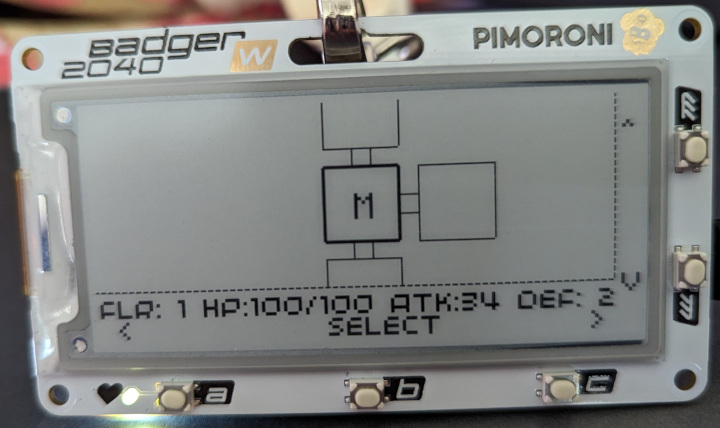 Badger
2040 W
PIMORONI
M
FLR: 1 HP:100/100 ATK:34 DEF: 2
< SELECT >
a b c